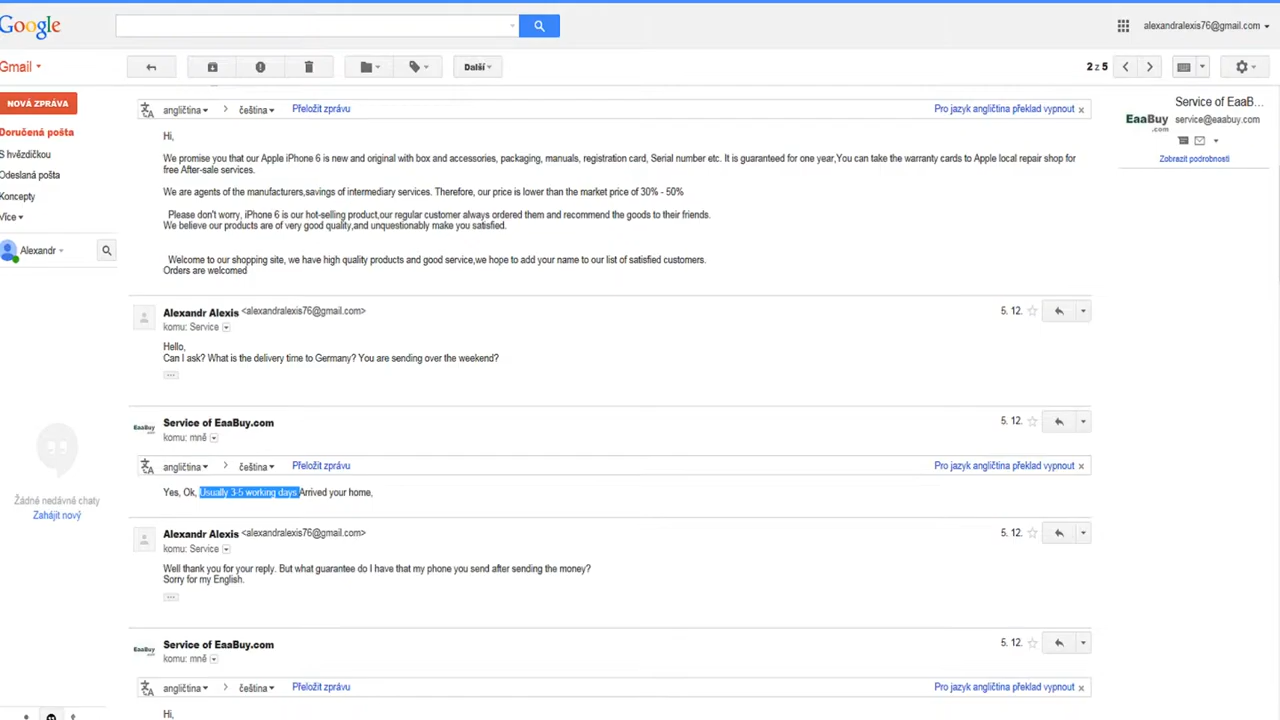 Google
alexandralexis76@gmail.com
Gmail
Další
2 z 5
NOVÁ ZPRÁVA
Doručená pošta
S hvězdičkou
Odeslaná pošta
Koncepty
Více
Alexandr
Žádné nedávné chaty
Zahájit nový
angličtina > čeština Přeložit zprávu Pro jazyk angličtina překlad vypnout x
Hi,
We promise you that our Apple iPhone 6 is new and original with box and accessories, packaging, manuals, registration card, Serial number etc. It is guaranteed for one year,You can take the warranty cards to Apple local repair shop for
free After-sale services.
We are agents of the manufacturers,savings of intermediary services. Therefore, our price is lower than the market price of 30% - 50%
Please don't worry, iPhone 6 is our hot-selling product,our regular customer always ordered them and recommend the goods to their friends.
We believe our products are of very good quality,and unquestionably make you satisfied.
Welcome to our shopping site, we have high quality products and good service,we hope to add your name to our list of satisfied customers.
Orders are welcomed
Alexandr Alexis <alexandralexis76@gmail.com> 5. 12.
komu: Service
Hello,
Can I ask? What is the delivery time to Germany? You are sending over the weekend?
EaaBuy .com
Service of EaaBuy.com 5. 12.
komu: mně
angličtina > čeština Přeložit zprávu Pro jazyk angličtina překlad vypnout x
Yes, Ok, Usually 3-5 working days Arrived your home,
Alexandr Alexis <alexandralexis76@gmail.com> 5. 12.
komu: Service
Well thank you for your reply. But what guarantee do I have that my phone you send after sending the money?
Sorry for my English.
EaaBuy .com
Service of EaaBuy.com 5. 12.
komu: mně
angličtina > čeština Přeložit zprávu Pro jazyk angličtina překlad vypnout x
Hi,
Service of EaaB...
EaaBuy .com
service@eaabuy.com
Zobrazit podrobnosti